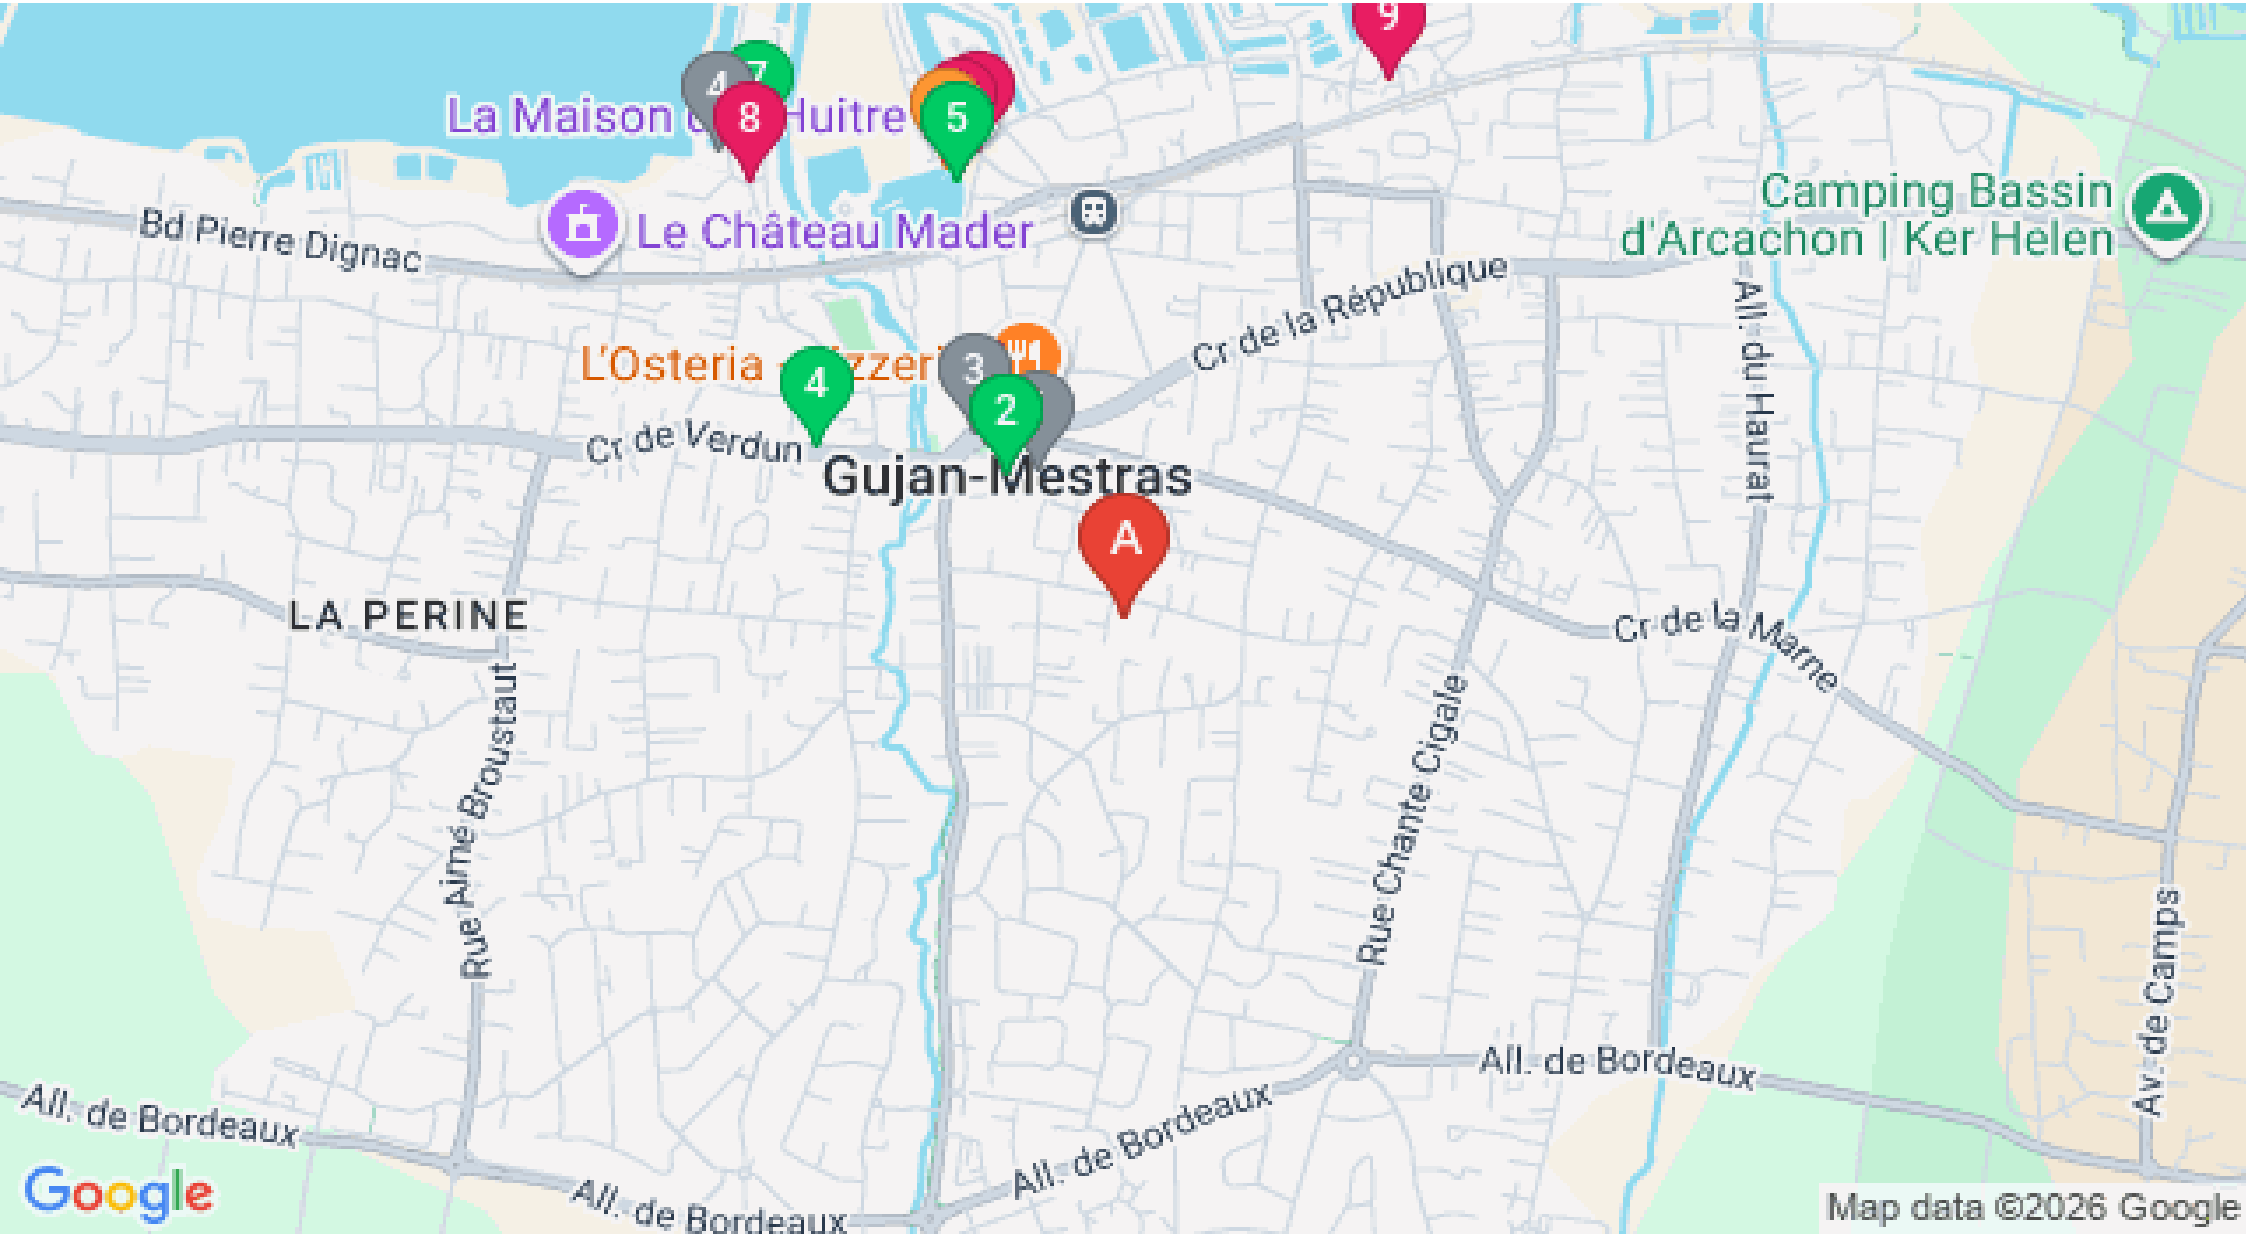 9
4
7
La Maison
Huitre
8
5
Camping Bassin
d'Arcachon | Ker Helen
Bd Pierre Dignac
Le Château Mader
Cr de la République
All. du Haurat
L'Osteria
3
4
2
Cr de Verdun
Gujan-Mestras
A
LA PERINE
Cr de la Marne
Rue Aimé Broustaut
Rue Chante Cigale
Av. de Camps
All. de Bordeaux
All. de Bordeaux
All. de Bordeaux
All. de Bordeaux
Google
Map data ©2026 Google